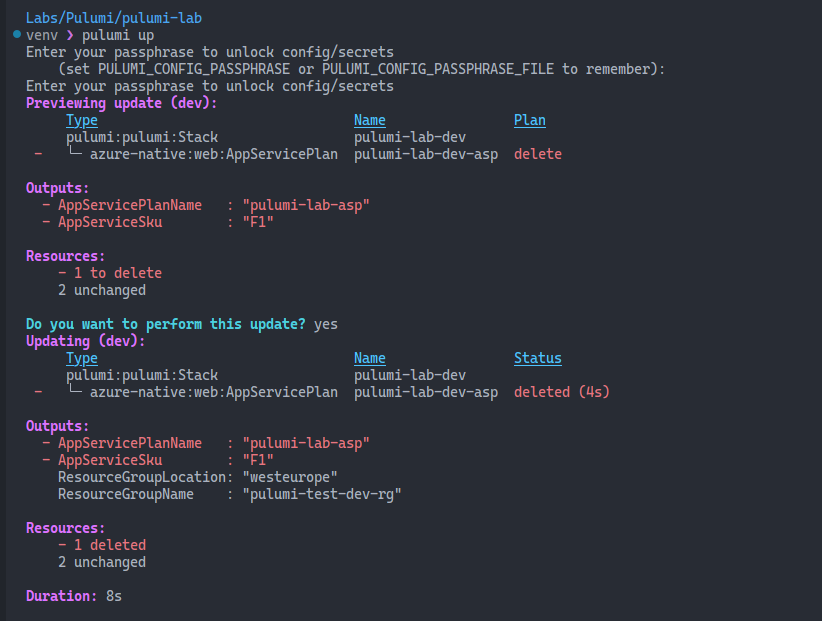 Labs/Pulumi/pulumi-lab
venv ❯ pulumi up
Enter your passphrase to unlock config/secrets
    (set PULUMI_CONFIG_PASSPHRASE or PULUMI_CONFIG_PASSPHRASE_FILE to remember):
Enter your passphrase to unlock config/secrets
Previewing update (dev):
     Type                                Name                Plan
     pulumi:pulumi:Stack                 pulumi-lab-dev
 -   └─ azure-native:web:AppServicePlan  pulumi-lab-dev-asp  delete
Outputs:
  - AppServicePlanName   : "pulumi-lab-asp"
  - AppServiceSku        : "F1"
Resources:
    - 1 to delete
    2 unchanged
Do you want to perform this update? yes
Updating (dev):
     Type                                Name                Status
     pulumi:pulumi:Stack                 pulumi-lab-dev
 -   └─ azure-native:web:AppServicePlan  pulumi-lab-dev-asp  deleted (4s)
Outputs:
  - AppServicePlanName   : "pulumi-lab-asp"
  - AppServiceSku        : "F1"
    ResourceGroupLocation: "westeurope"
    ResourceGroupName    : "pulumi-test-dev-rg"
Resources:
    - 1 deleted
    2 unchanged
Duration: 8s